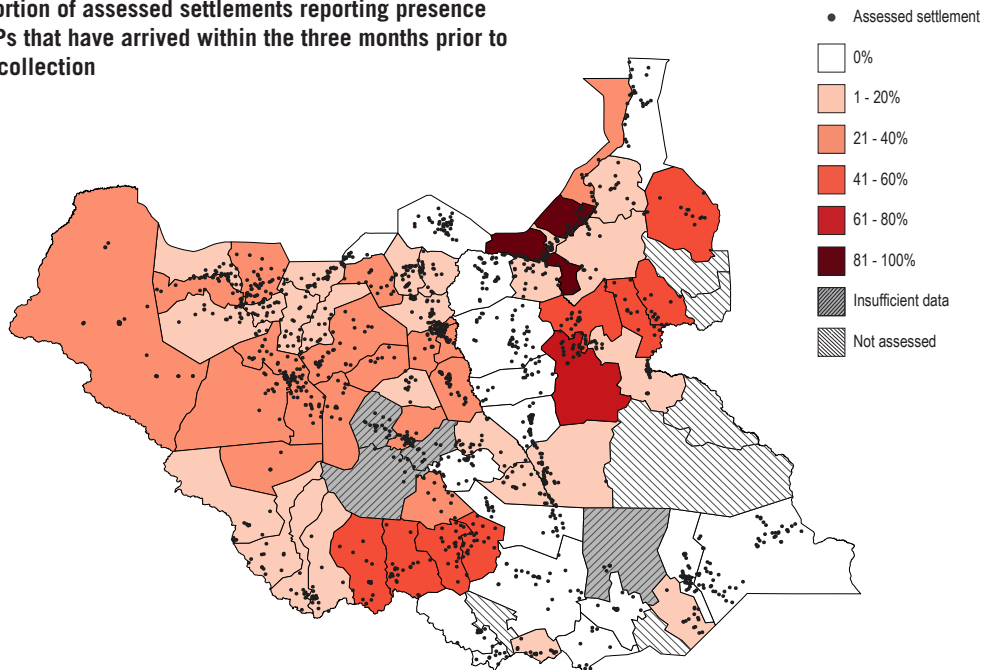 ortion of assessed settlements reporting presence
Ps that have arrived within the three months prior to
collection
Assessed settlement
0%
1 - 20%
21 - 40%
41 - 60%
61 - 80%
81 - 100%
Insufficient data
Not assessed